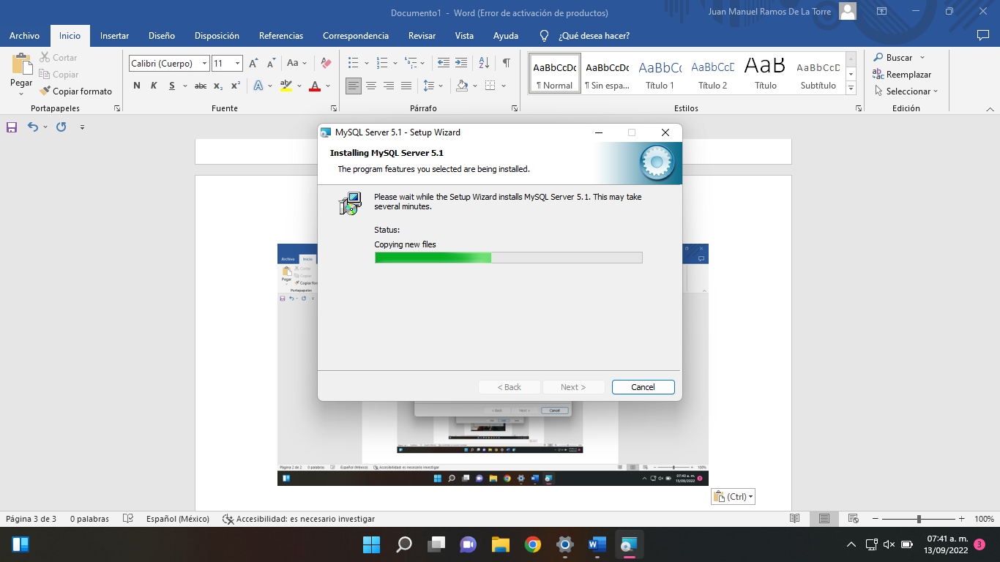 Documento1 - Word (Error de activación de productos)
Juan Manuel Ramos De La Torre
Archivo Inicio Insertar Diseño Disposición Referencias Correspondencia Revisar Vista Ayuda ¿Qué desea hacer?
Pegar
Cortar
Copiar
Copiar formato
Calibri (Cuerpo) 11 Aa
N K S abc x₂ x² A ab A
AaBbCcDc AaBbCcDc AaBbCc AaBbCcD AaB AaBbCcD
¶ Normal ¶ Sin espa... Título 1 Título 2 Título Subtítulo
Buscar
Reemplazar
Seleccionar
Portapapeles Fuente Párrafo Estilos Edición
MySQL Server 5.1 - Setup Wizard
Installing MySQL Server 5.1
The program features you selected are being installed.
Please wait while the Setup Wizard installs MySQL Server 5.1. This may take
several minutes.
Status:
Copying new files
< Back Next > Cancel
Archivo Inicio
Pegar
Cortar
Copiar
Copiar for
Portapapeles
< Back Next > Cancel
Página 2 de 2 0 palabras Español (México) Accesibilidad: es necesario investigar 100%
07:40 a. m.
13/09/2022
(Ctrl)
Página 3 de 3 0 palabras Español (México) Accesibilidad: es necesario investigar 100%
07:41 a. m.
13/09/2022
3